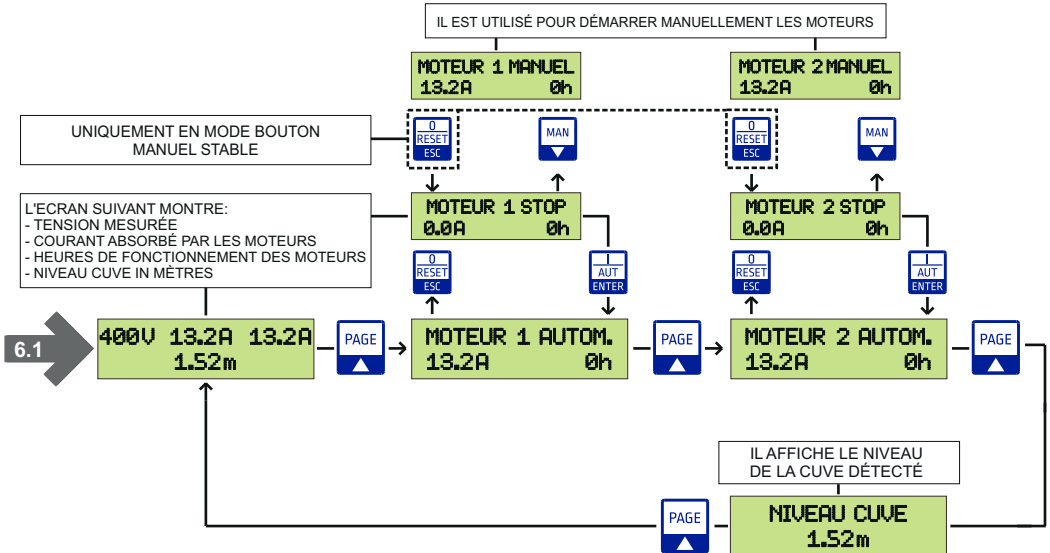 IL EST UTILISÉ POUR DÉMARRER MANUELLEMENT LES MOTEURS
MOTEUR 1 MANUEL
13.2A 0h
MOTEUR 2 MANUEL
13.2A 0h
UNIQUEMENT EN MODE BOUTON
MANUEL STABLE
0
RESET
ESC
MAN
0
RESET
ESC
MAN
L'ECRAN SUIVANT MONTRE:
- TENSION MESURÉE
- COURANT ABSORBÉ PAR LES MOTEURS
- HEURES DE FONCTIONNEMENT DES MOTEURS
- NIVEAU CUVE IN MÈTRES
MOTEUR 1 STOP
0.0A 0h
MOTEUR 2 STOP
0.0A 0h
0
RESET
ESC
I
AUT
ENTER
0
RESET
ESC
I
AUT
ENTER
6.1
400V 13.2A 13.2A
1.52m
PAGE
MOTEUR 1 AUTOM.
13.2A 0h
PAGE
MOTEUR 2 AUTOM.
13.2A 0h
PAGE
IL AFFICHE LE NIVEAU
DE LA CUVE DÉTECTÉ
PAGE
NIVEAU CUVE
1.52m